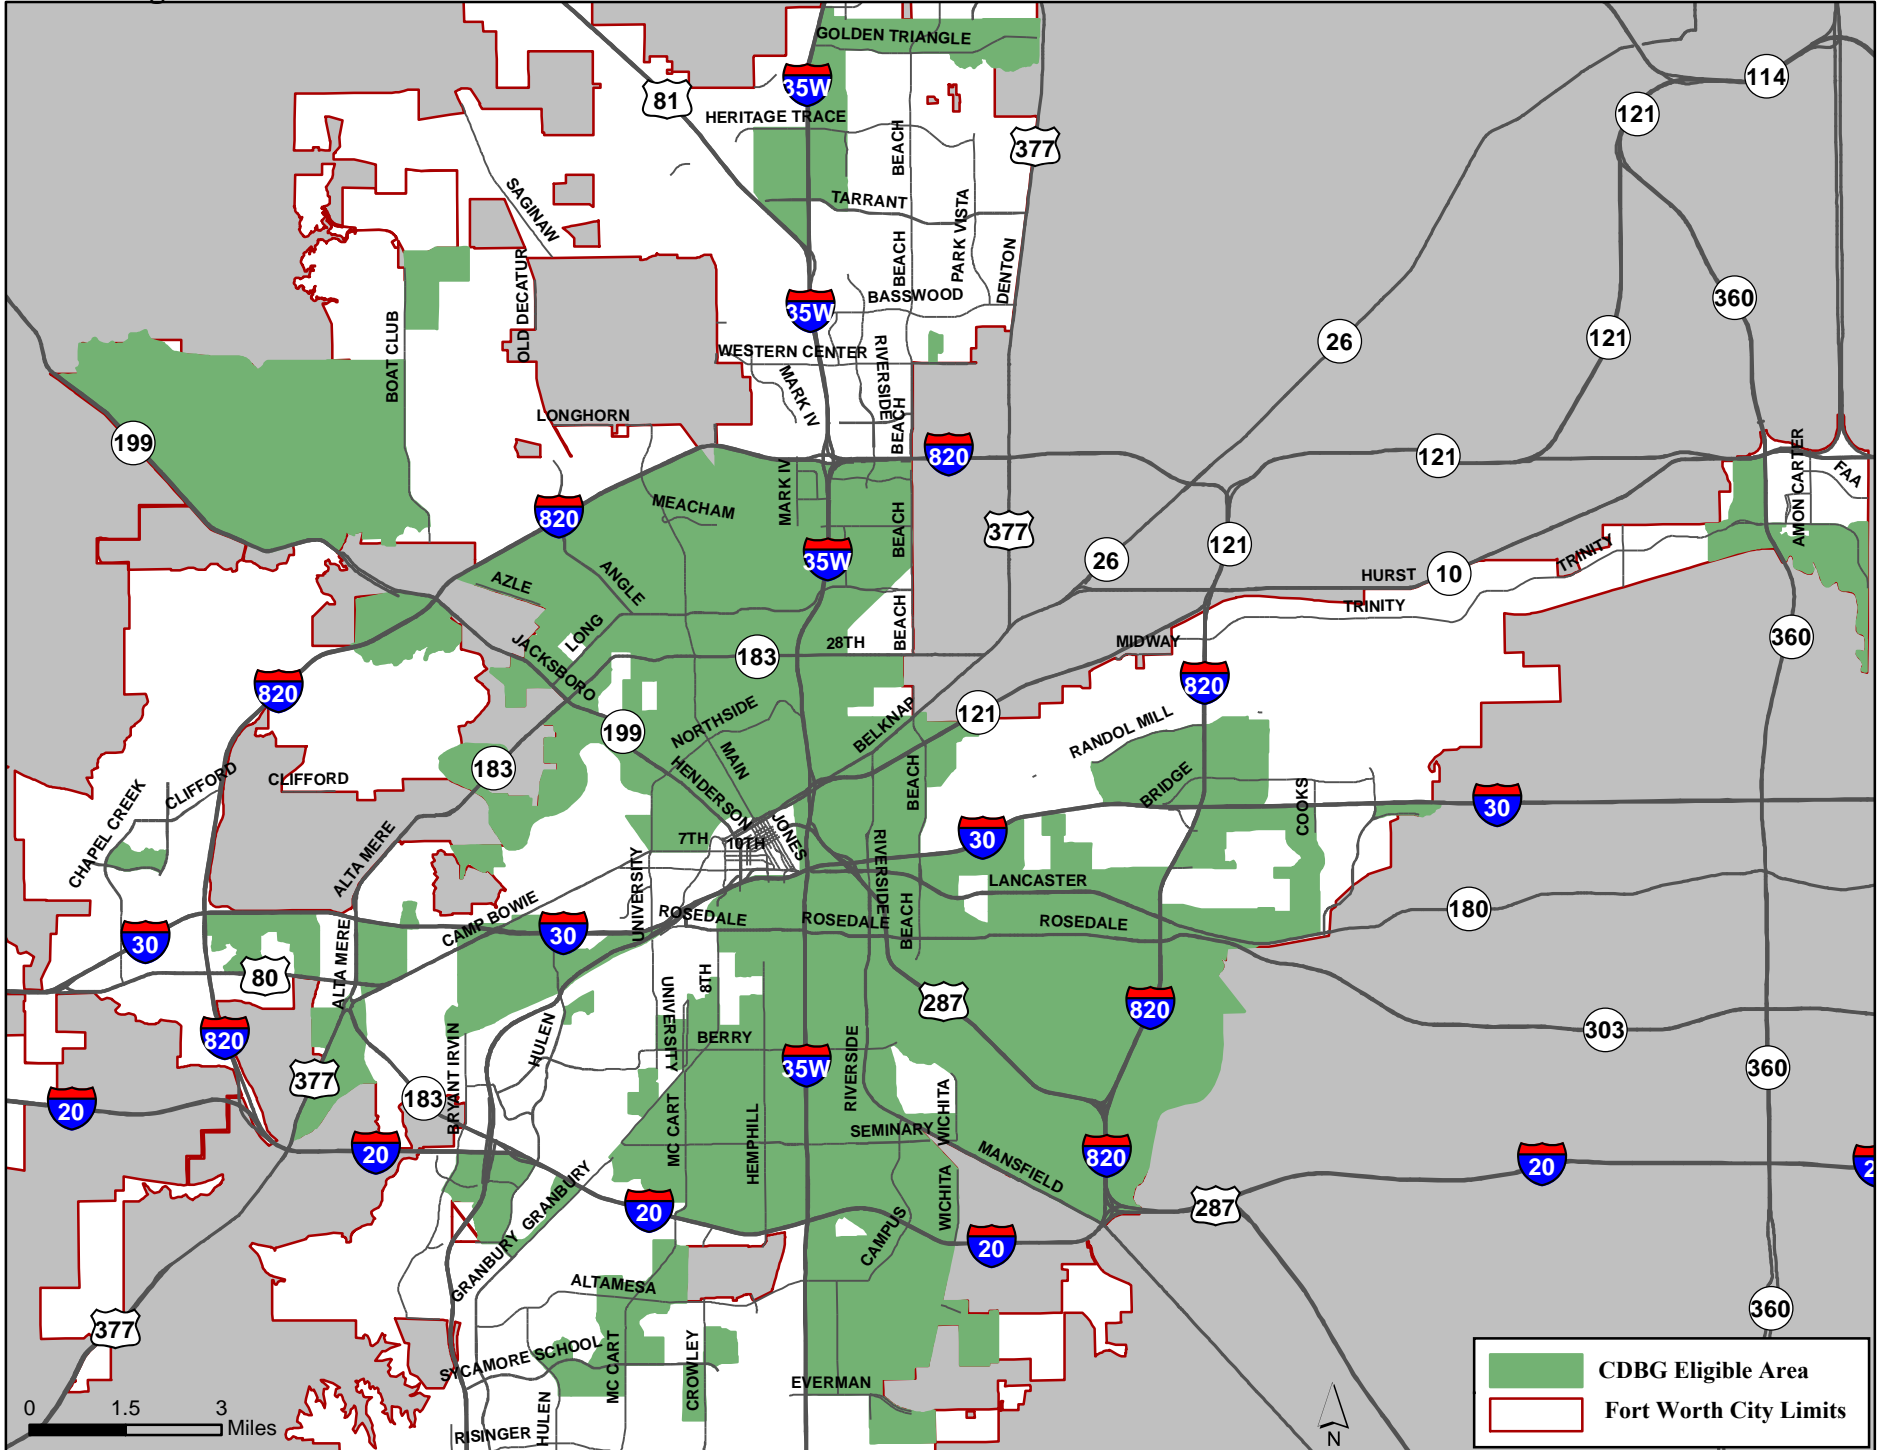 GOLDEN TRIANGLE
35W
81
114
121
HERITAGE TRACE
BEACH
377
SAGINAW
TARRANT
PARK VISTA
BEACH
DENTON
OLD DECATUR
BASSWOOD
35W
360
26
121
BOAT CLUB
WESTERN CENTER
RIVERSIDE
MARK IV
BEACH
LONGHORN
199
820
121
AMON CARTER
FAA
MARK IV
MEACHAM
820
BEACH
377
121
35W
26
TRINITY
HURST
10
AZLE
ANGLE
LONG
TRINITY
BEACH
28TH
MIDWAY
360
JACKSBORO
183
820
820
199
NORTHSIDE
BELKNAP
121
RANDOL MILL
MAIN
183
CLIFFORD
CLIFFORD
HENDERSON
BEACH
BRIDGE
COOKS
30
CHAPEL CREEK
JONES
7TH
10TH
30
ALTA MERE
RIVERSIDE
UNIVERSITY
LANCASTER
CAMP BOWIE
ROSEDALE
ROSEDALE
BEACH
ROSEDALE
180
30
30
ALTA MERE
80
8TH
UNIVERSITY
287
820
820
HULEN
BERRY
303
BRYANT IRVIN
35W
RIVERSIDE
377
360
20
183
WICHITA
MC CART
HEMPHILL
SEMINARY
20
MANSFIELD
820
20
2
GRANBURY
WICHITA
20
287
CAMPUS
20
GRANBURY
ALTAMESA
377
360
SYCAMORE SCHOOL
MC CART
CROWLEY
EVERMAN
HULEN
RISINGER
0 1.5 3
Miles
N
CDBG Eligible Area
Fort Worth City Limits